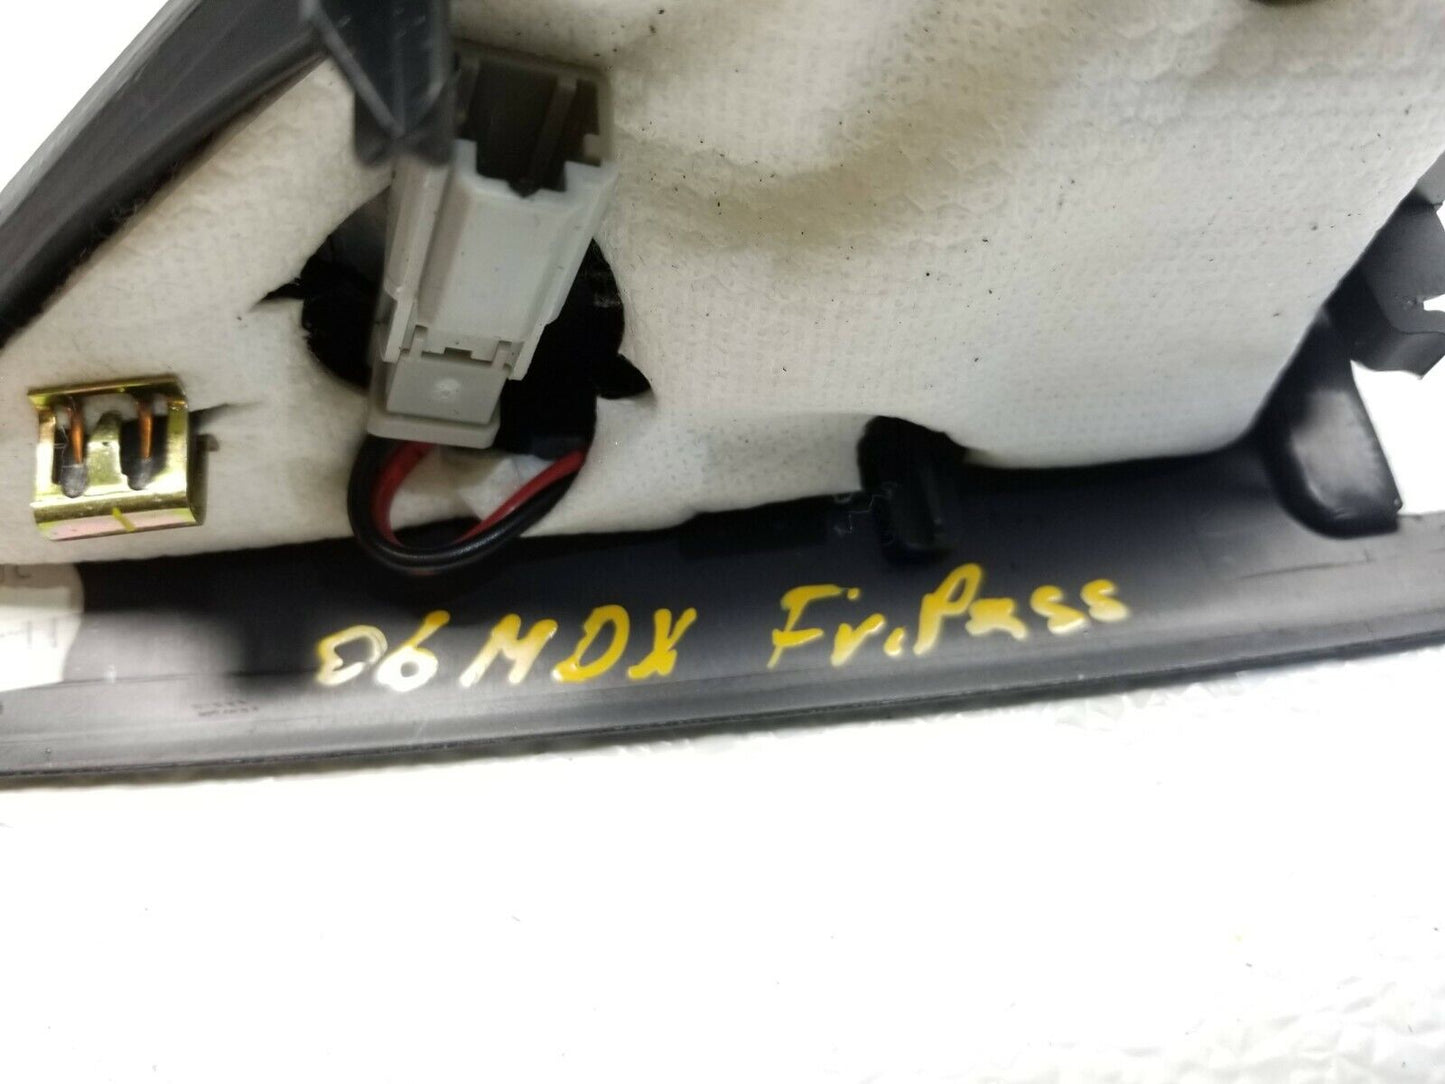 06 MDX Fr. Pass